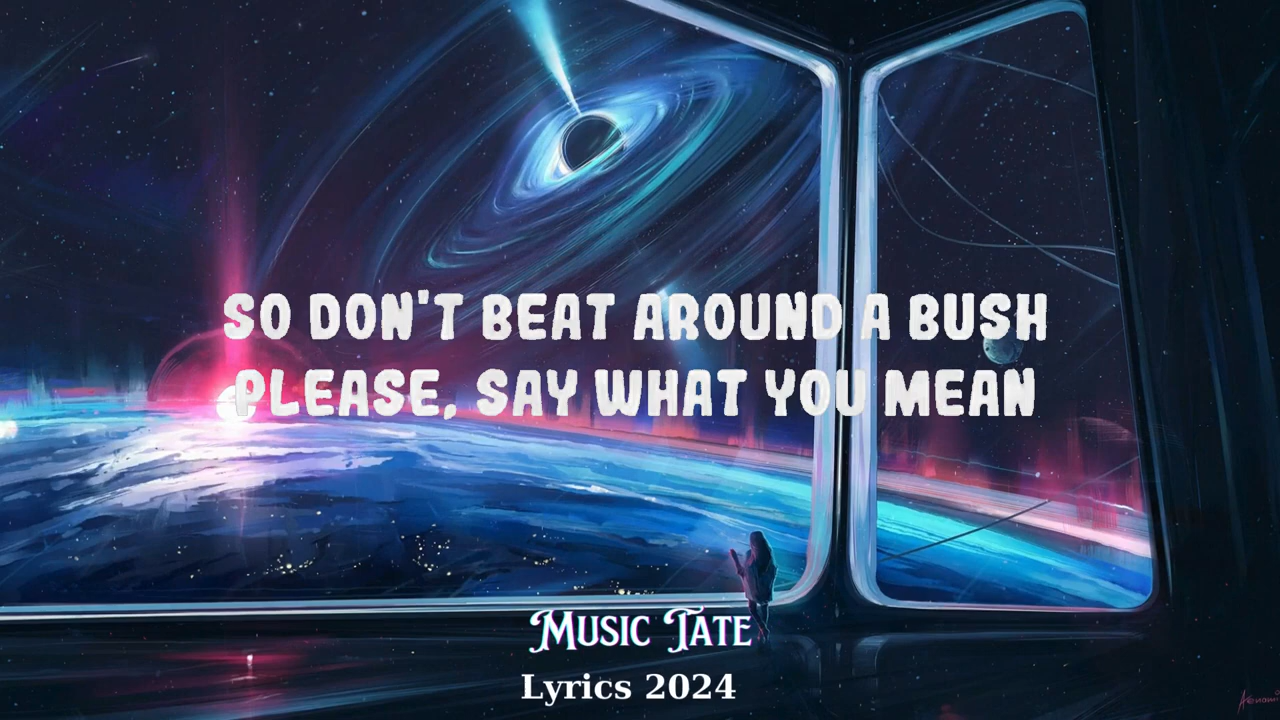 SO DON'T BEAT AROUND A BUSH
PLEASE, SAY WHAT YOU MEAN
MUSIC TATE
Lyrics 2024